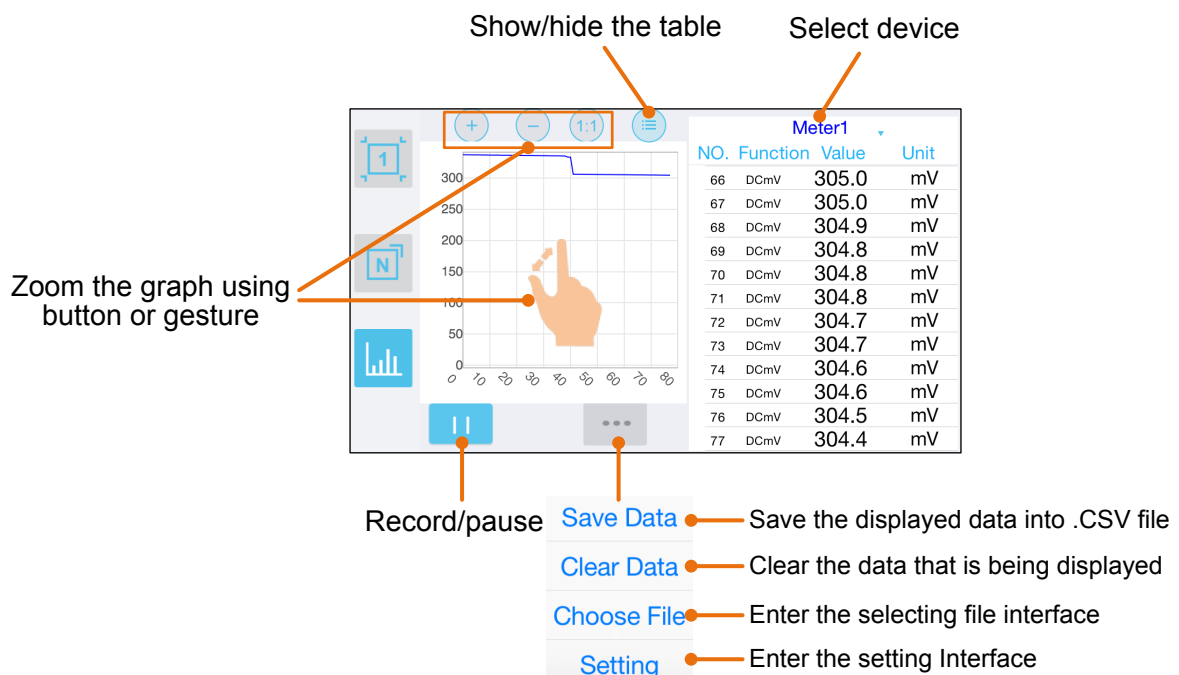 Show/hide the table
Select device
+
−
1:1
1
N
Meter1
NO. Function Value Unit
66 DCmV 305.0 mV
67 DCmV 305.0 mV
68 DCmV 304.9 mV
69 DCmV 304.8 mV
70 DCmV 304.8 mV
71 DCmV 304.8 mV
72 DCmV 304.7 mV
73 DCmV 304.7 mV
74 DCmV 304.6 mV
75 DCmV 304.6 mV
76 DCmV 304.5 mV
77 DCmV 304.4 mV
300
250
200
150
100
50
0
0 10 20 30 40 50 60 70 80
Zoom the graph using
button or gesture
Record/pause
Save Data
Save the displayed data into .CSV file
Clear Data
Clear the data that is being displayed
Choose File
Enter the selecting file interface
Setting
Enter the setting Interface